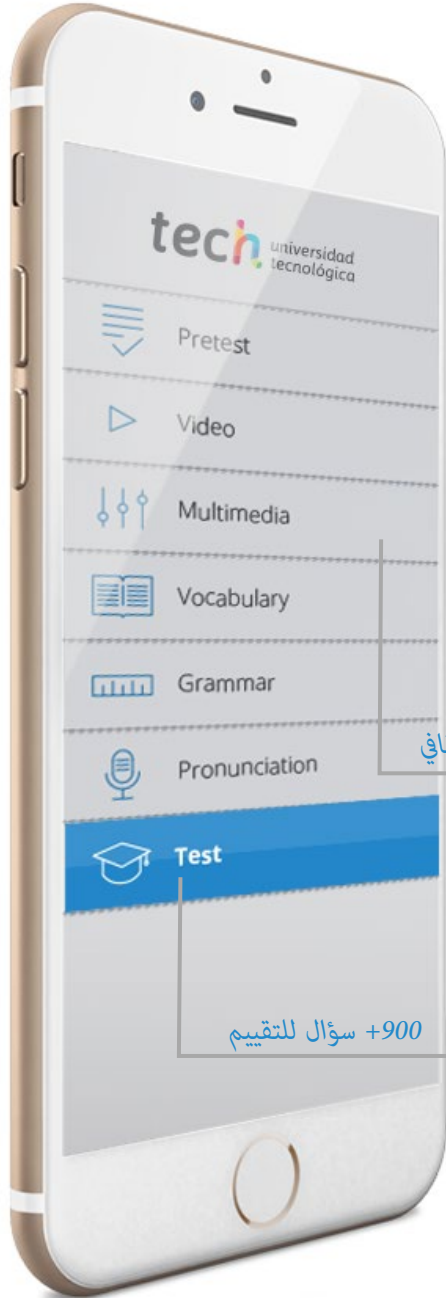 tech universidad
tecnológica
Pretest
Video
Multimedia
Vocabulary
Grammar
Pronunciation
Test
+900 سؤال للتقييم